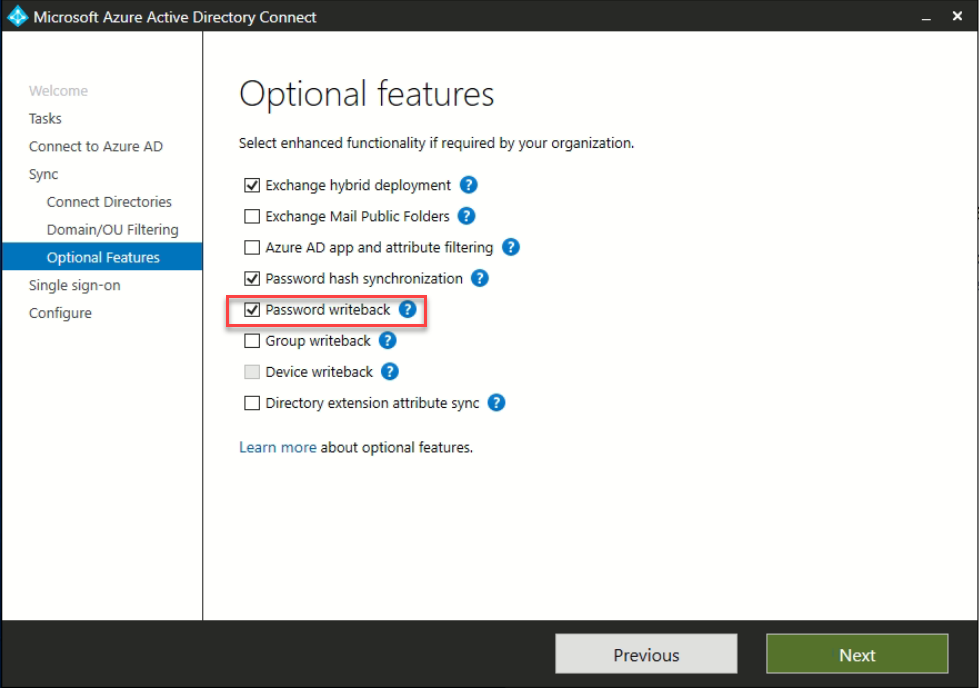 Microsoft Azure Active Directory Connect
Welcome
Tasks
Connect to Azure AD
Sync
Connect Directories
Domain/OU Filtering
Optional Features
Single sign-on
Configure
Optional features
Select enhanced functionality if required by your organization.
Exchange hybrid deployment ?
Exchange Mail Public Folders ?
Azure AD app and attribute filtering ?
Password hash synchronization ?
Password writeback ?
Group writeback ?
Device writeback ?
Directory extension attribute sync ?
Learn more about optional features.
Previous
Next